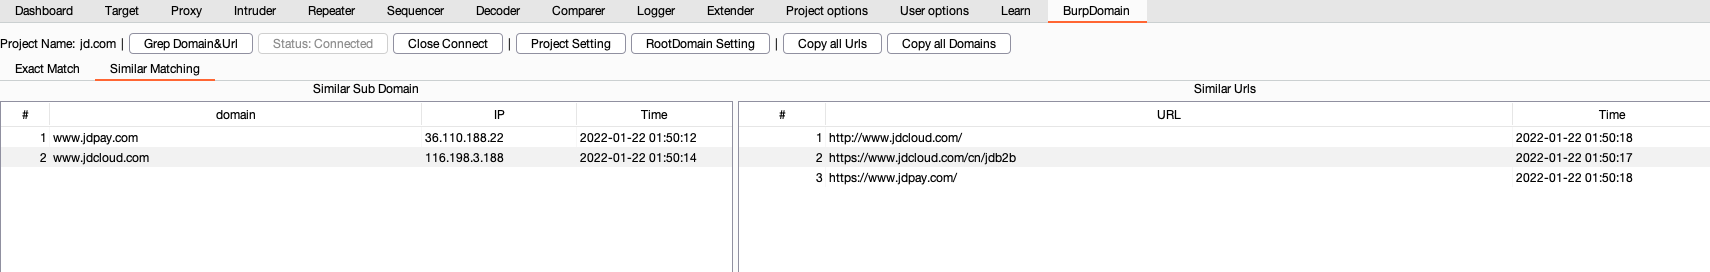 Dashboard Target Proxy Intruder Repeater Sequencer Decoder Comparer Logger Extender Project options User options Learn BurpDomain
Project Name: jd.com | Grep Domain&Url Status: Connected Close Connect | Project Setting RootDomain Setting | Copy all Urls Copy all Domains
Exact Match Similar Matching
Similar Sub Domain Similar Urls
# domain IP Time # URL Time
1 www.jdpay.com 36.110.188.22 2022-01-22 01:50:12 1 http://www.jdcloud.com/ 2022-01-22 01:50:18
2 www.jdcloud.com 116.198.3.188 2022-01-22 01:50:14 2 https://www.jdcloud.com/cn/jdb2b 2022-01-22 01:50:17
3 https://www.jdpay.com/ 2022-01-22 01:50:18